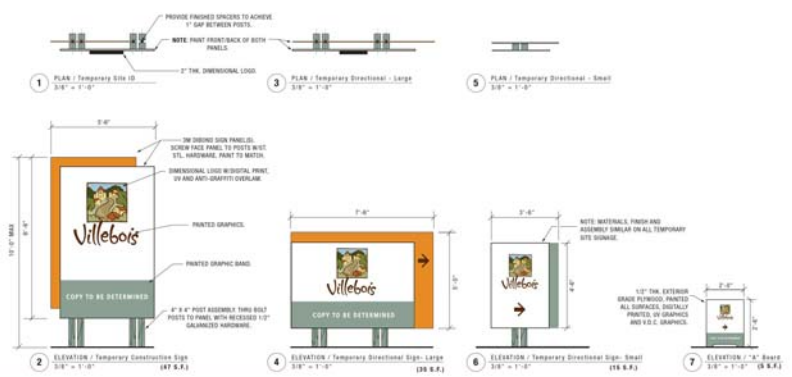 PROVIDE FINISHED SPACERS TO ACHIEVE
1" GAP BETWEEN POSTS.
NOTE: PAINT FRONT/BACK OF BOTH
PANELS.
2" THK. DIMENSIONAL LOGO.
1 PLAN / Temporary Site ID
3/8" = 1'-0"
3 PLAN / Temporary Directional - Large
3/8" = 1'-0"
5 PLAN / Temporary Directional - Small
3/8" = 1'-0"
3M DIBOND SIGN PANEL(S).
SCREW FACE PANEL TO POSTS W/ST.
STL. HARDWARE. PAINT TO MATCH.
DIMENSIONAL LOGO W/DIGITAL PRINT,
UV AND ANTI-GRAFFITI OVERLAM.
10'-0" MAX
Villebois
PAINTED GRAPHICS.
PAINTED GRAPHIC BAND.
COPY TO BE DETERMINED
4" X 4" POST ASSEMBLY THRU BOLT
POSTS TO PANEL WITH RECESSED 1/2"
GALVANIZED HARDWARE.
2 ELEVATION / Temporary Construction Sign
3/8" = 1'-0" (47 S.F.)
7'-6"
Villebois
COPY TO BE DETERMINED
5'-0"
4 ELEVATION / Temporary Directional Sign- Large
3/8" = 1'-0" (35 S.F.)
NOTE: MATERIALS, FINISH AND
ASSEMBLY SIMILAR ON ALL TEMPORARY
SITE SIGNAGE.
Villebois
4'-6"
6 ELEVATION / Temporary Directional Sign- Small
3/8" = 1'-0" (15 S.F.)
1/2" THK. EXTERIOR
GRADE PLYWOOD, PAINTED
ALL SURFACES, DIGITALLY
PRINTED, UV GRAPHICS
AND V.O.C. GRAPHICS.
2'-0"
Villebois
2'-6"
7 ELEVATION / "A" Board
3/8" = 1'-0" (5 S.F.)